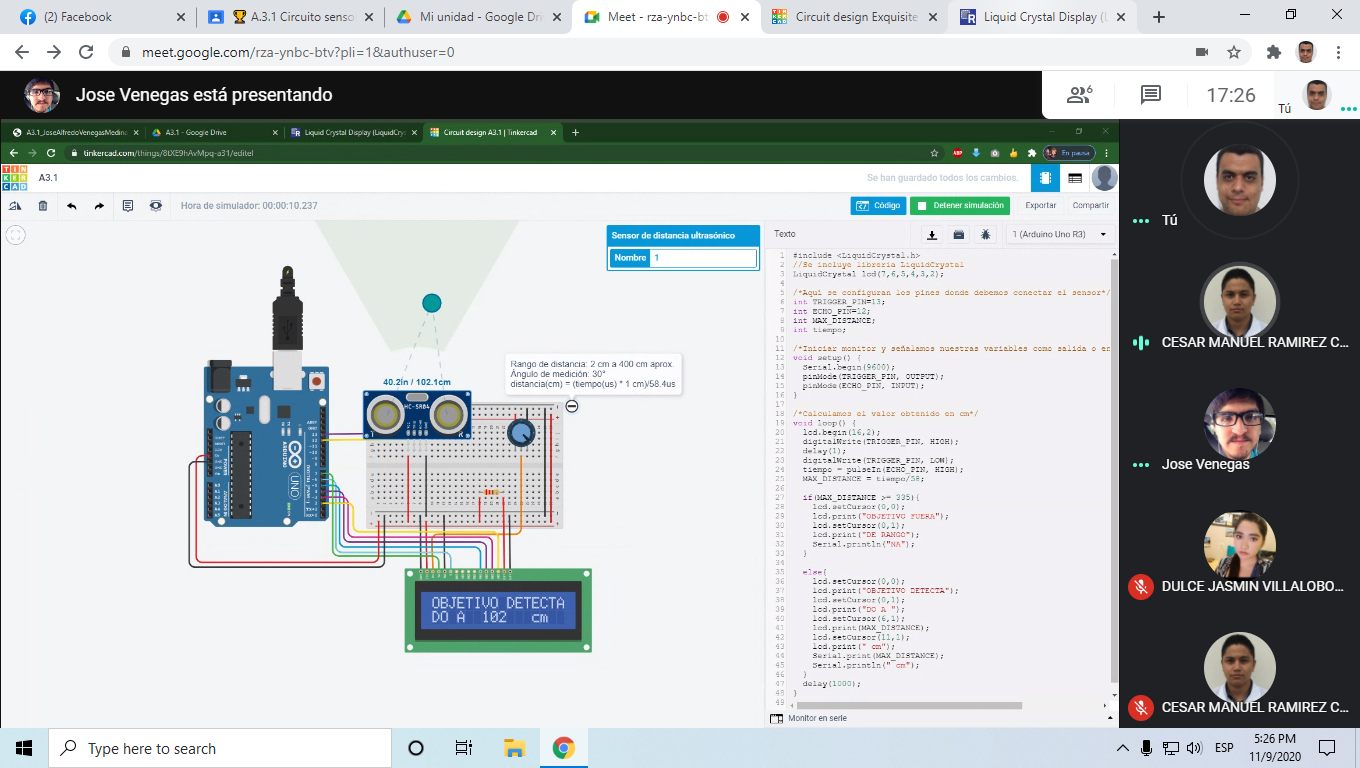 (2) Facebook
A.3.1 Circuito senso
Mi unidad - Google Dri
Meet - rza-ynbc-bt
Circuit design Exquisite
Liquid Crystal Display (L
meet.google.com/rza-ynbc-btv?pli=1&authuser=0
Jose Venegas está presentando
6
17:26
Tú
A3.1_JoseAlfredoVenegasMedina
A3.1 - Google Drive
Liquid Crystal Display (LiquidCrys
Circuit design A3.1 | Tinkercad
tinkercad.com/things/8tXE9hAvMpq-a31/editel
ABP
En pausa
TIN
KER
CAD
A3.1
Se han guardado todos los cambios.
Hora de simulador: 00:00:10.237
Código
Detener simulación
Exportar
Compartir
Sensor de distancia ultrasónico
Nombre 1
Texto
1 (Arduino Uno R3)
1 #include <LiquidCrystal.h>
2 //Se incluye libreria LiquidCrystal
3 LiquidCrystal lcd(7,6,5,4,3,2);
4
5 /*Aqui se configuran los pines donde debemos conectar el sensor*/
6 int TRIGGER_PIN=13;
7 int ECHO_PIN=12;
8 int MAX_DISTANCE;
9 int tiempo;
10
11 /*Iniciar monitor y señalamos nuestras variables como salida o en
12 void setup() {
13 Serial.begin(9600);
14 pinMode(TRIGGER_PIN, OUTPUT);
15 pinMode(ECHO_PIN, INPUT);
16 }
17
18 /*Calculamos el valor obtenido en cm*/
19 void loop() {
20 lcd.begin(16,2);
21 digitalWrite(TRIGGER_PIN, HIGH);
22 delay(1);
23 digitalWrite(TRIGGER_PIN, LOW);
24 tiempo = pulseIn(ECHO_PIN, HIGH);
25 MAX_DISTANCE = tiempo/58;
26
27 if(MAX_DISTANCE >= 335){
28 lcd.setCursor(0,0);
29 lcd.print("OBJETIVO FUERA");
30 lcd.setCursor(0,1);
31 lcd.print("DE RANGO");
32 Serial.println("NA");
33 }
34
35 else{
36 lcd.setCursor(0,0);
37 lcd.print("OBJETIVO DETECTA");
38 lcd.setCursor(0,1);
39 lcd.print("DO A ");
40 lcd.setCursor(6,1);
41 lcd.print(MAX_DISTANCE);
42 lcd.setCursor(11,1);
43 lcd.print(" cm");
44 Serial.print(MAX_DISTANCE);
45 Serial.println(" cm");
46 }
47 delay(1000);
48 }
49
Rango de distancia: 2 cm a 400 cm aprox.
Ángulo de medición: 30°
distancia(cm) = (tiempo(us) * 1 cm)/58.4us
40.2in / 102.1cm
HC-SR04
T
R
ARDUINO
UNO
OBJETIVO DETECTA
DO A 102 cm
Monitor en serie
Tú
CESAR MANUEL RAMIREZ C...
Jose Venegas
DULCE JASMIN VILLALOBO...
CESAR MANUEL RAMIREZ C...
Type here to search
ESP
5:26 PM
11/9/2020